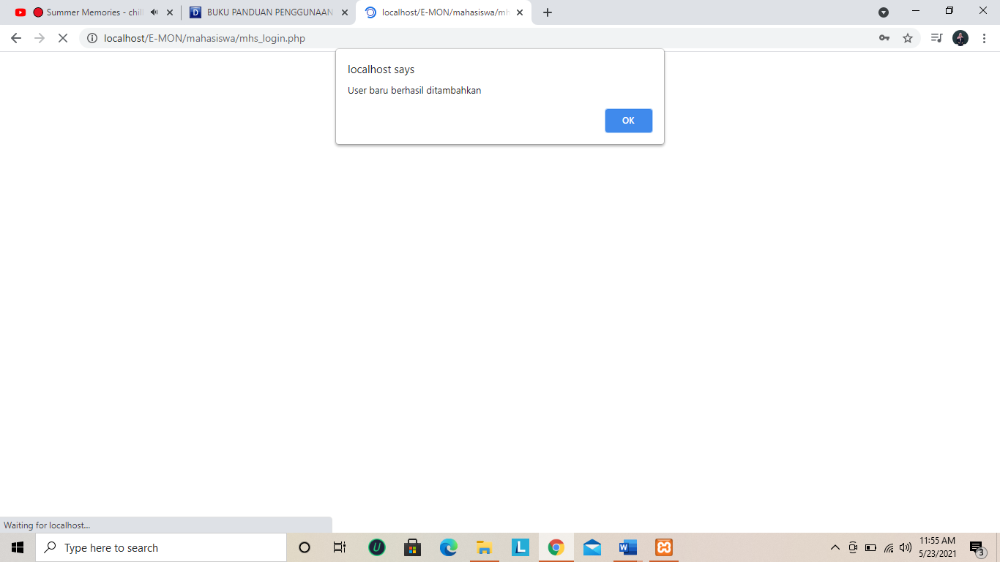 Summer Memories - chil
BUKU PANDUAN PENGGUNAAN
localhost/E-MON/mahasiswa/mh
localhost/E-MON/mahasiswa/mhs_login.php
localhost says
User baru berhasil ditambahkan
OK
Waiting for localhost...
Type here to search
11:55 AM
5/23/2021
3